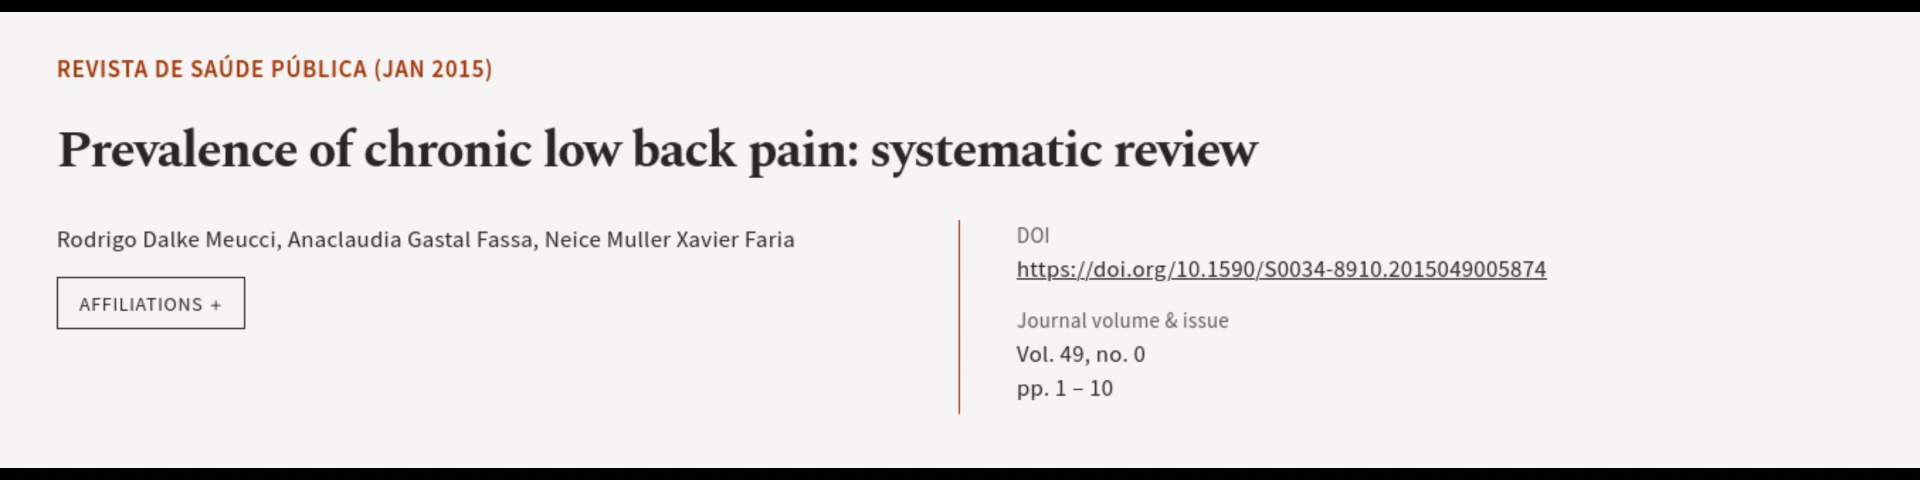 REVISTA DE SAÚDE PÚBLICA (JAN 2015)
Prevalence of chronic low back pain: systematic review
Rodrigo Dalke Meucci, Anaclaudia Gastal Fassa, Neice Muller Xavier Faria
AFFILIATIONS +
DOI
https://doi.org/10.1590/S0034-8910.2015049005874
Journal volume & issue
Vol. 49, no. 0
pp. 1 – 10